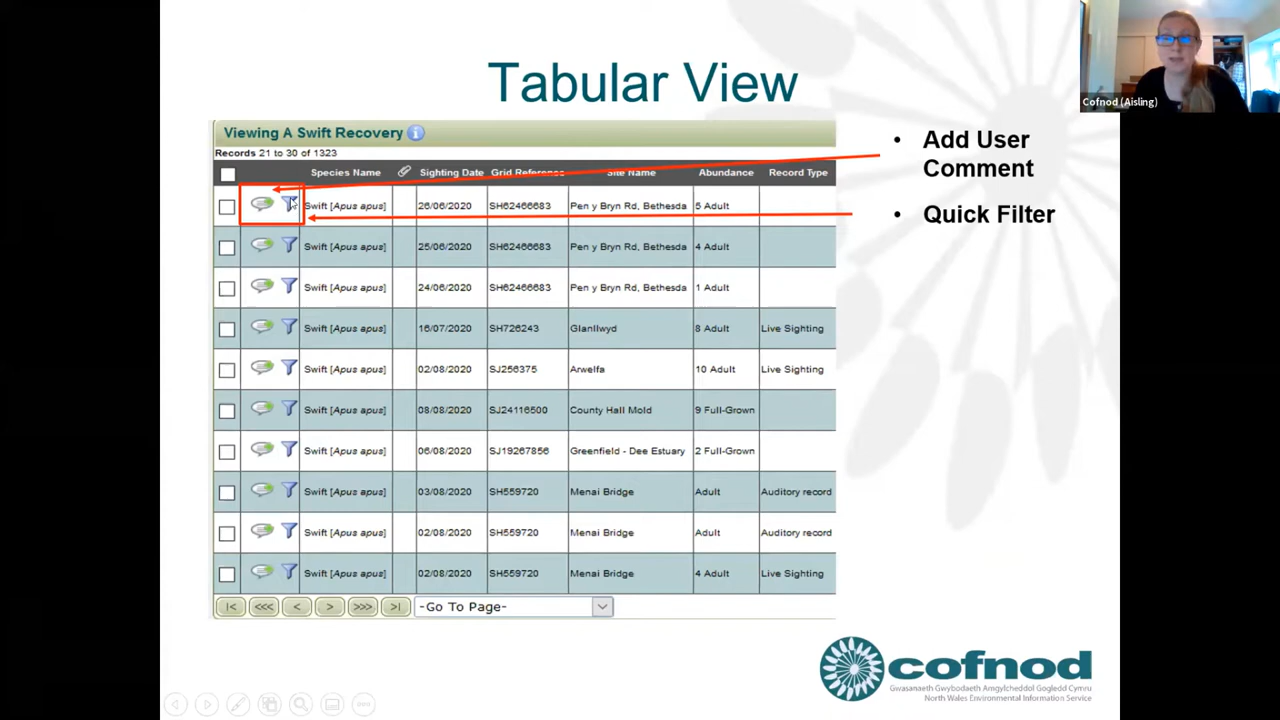 Tabular View
Cofnod (Aisling)
Viewing A Swift Recovery
Records 21 to 30 of 1323
Species Name Sighting Date Grid Reference Site Name Abundance Record Type
Swift [Apus apus] 26/06/2020 SH62466683 Pen y Bryn Rd, Bethesda 5 Adult
Swift [Apus apus] 25/06/2020 SH62466683 Pen y Bryn Rd, Bethesda 4 Adult
Swift [Apus apus] 24/06/2020 SH62466683 Pen y Bryn Rd, Bethesda 1 Adult
Swift [Apus apus] 16/07/2020 SH726243 Glanllwyd 8 Adult Live Sighting
Swift [Apus apus] 02/08/2020 SJ256375 Arwelfa 10 Adult Live Sighting
Swift [Apus apus] 08/08/2020 SJ24116500 County Hall Mold 9 Full-Grown
Swift [Apus apus] 06/08/2020 SJ19267856 Greenfield - Dee Estuary 2 Full-Grown
Swift [Apus apus] 03/08/2020 SH559720 Menai Bridge Adult Auditory record
Swift [Apus apus] 02/08/2020 SH559720 Menai Bridge Adult Auditory record
Swift [Apus apus] 02/08/2020 SH559720 Menai Bridge 4 Adult Live Sighting
|< <<< < > >>> >| -Go To Page-
• Add User
Comment
• Quick Filter
cofnod
Gwasanaeth Gwybodaeth Amgylcheddol Gogledd Cymru
North Wales Environmental Information Service